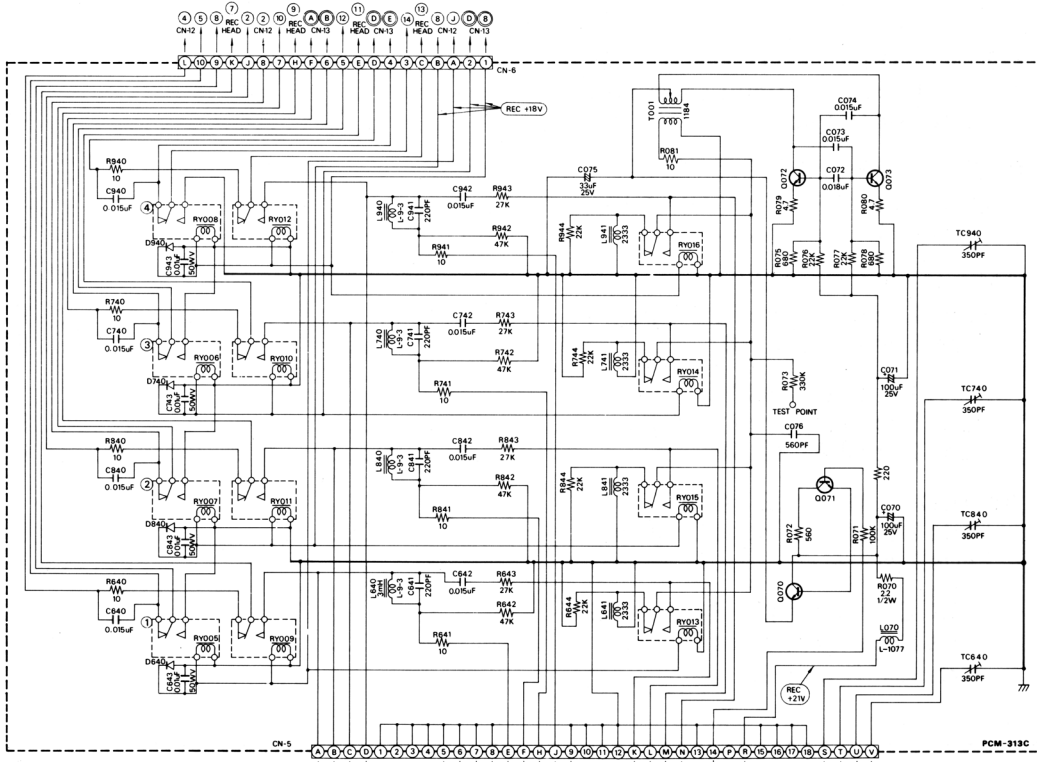 ④ ⑤ ⑧ ⑦ ② ② ⑩ ⑨ Ⓐ Ⓑ ⑫ ⑪ Ⓓ Ⓔ ⑭ ⑬ ⑧ Ⓙ Ⓓ ⑧
CN-12 REC HEAD CN-12 REC HEAD CN-13 REC HEAD CN-13 REC HEAD CN-12 CN-13
L 10 9 K J 8 7 H F 6 5 E D 4 3 C B A 2 1
CN-6
REC +18V
T001
1184
R081
10
C075
33uF
25V
C074
0.015uF
C073
0.015uF
C072
0.018uF
Q072
Q073
R079
4.7
R080
4.7
R075
680
R076
22K
R077
22K
R078
680
R940
10
C940
0.015uF
④
RY008
RY012
D940
C943
0.01uF
50WV
L940
L-9-3
C941
220PF
C942
0.015uF
R943
27K
R942
47K
R941
10
R944
22K
L941
2333
RY016
TC940
350PF
R740
10
C740
0.015uF
③
RY006
RY010
D740
C743
0.01uF
50WV
L740
L-9-3
C741
220PF
C742
0.015uF
R743
27K
R742
47K
R741
10
R744
22K
L741
2333
RY014
R073
330K
TEST POINT
C076
560PF
C071
100uF
25V
TC740
350PF
R840
10
C840
0.015uF
②
RY007
RY011
D840
C843
0.01uF
50WV
L840
L-9-3
C841
220PF
C842
0.015uF
R843
27K
R842
47K
R841
10
R844
22K
L841
2333
RY015
Q071
220
R072
560
R071
100K
C070
100uF
25V
TC840
350PF
R640
10
C640
0.015uF
①
RY005
RY009
D640
C643
0.01uF
50WV
L640
3mH
L-9-3
C641
220PF
C642
0.015uF
R643
27K
R642
47K
R641
10
R644
22K
L641
2333
RY013
Q070
R070
2.2
1/2W
L070
L-1077
REC
+21V
TC640
350PF
CN-5
A B C D 1 2 3 4 5 6 7 8 E F H J 9 10 11 12 K L M N 13 14 P R 15 16 17 18 S T U V
PCM-313C